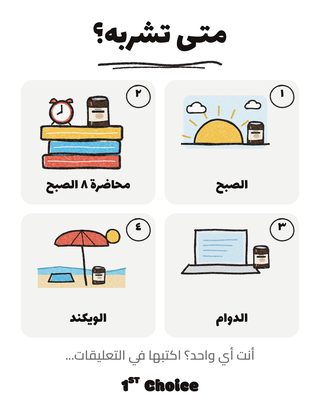 متى تشربه؟
١
الصبح
٢
محاضرة ٨ الصبح
٣
الدوام
٤
الويكند
أنت أي واحد؟ اكتبها في التعليقات...
1ST Choice